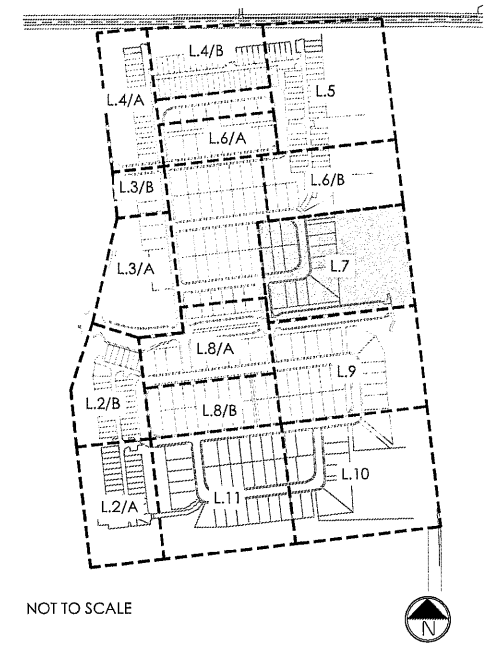 L.4/B
L.4/A
L.5
L.6/A
L.3/B
L.6/B
L.3/A
L.7
L.8/A
L.9
L.2/B
L.8/B
L.10
L.2/A
L.11
NOT TO SCALE
N